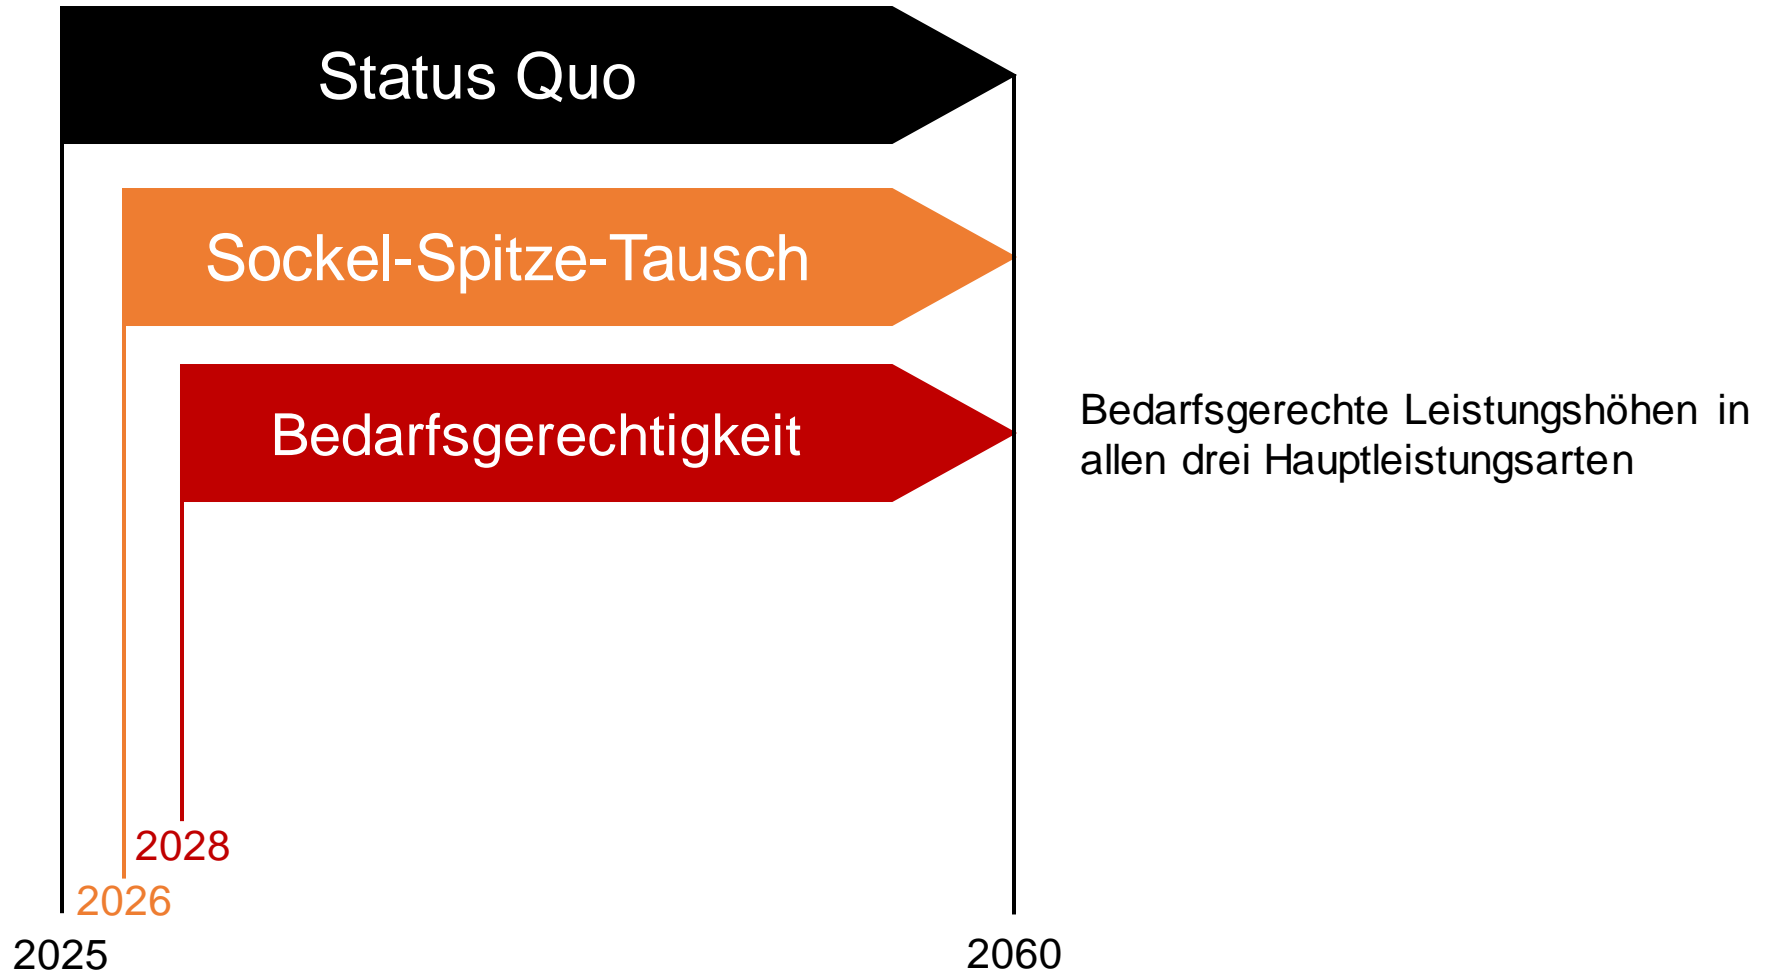 Status Quo
Sockel-Spitze-Tausch
Bedarfsgerechtigkeit
Bedarfsgerechte Leistungshöhen in
allen drei Hauptleistungsarten
2028
2026
2025
2060